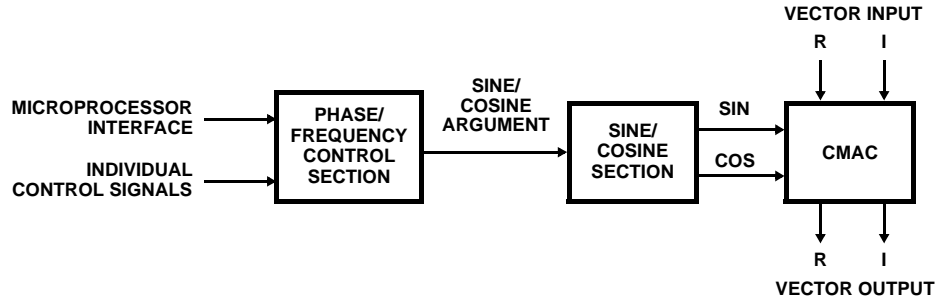 VECTOR INPUT
R I
MICROPROCESSOR
INTERFACE
INDIVIDUAL
CONTROL SIGNALS
PHASE/
FREQUENCY
CONTROL
SECTION
SINE/
COSINE
ARGUMENT
SINE/
COSINE
SECTION
SIN
COS
CMAC
R I
VECTOR OUTPUT